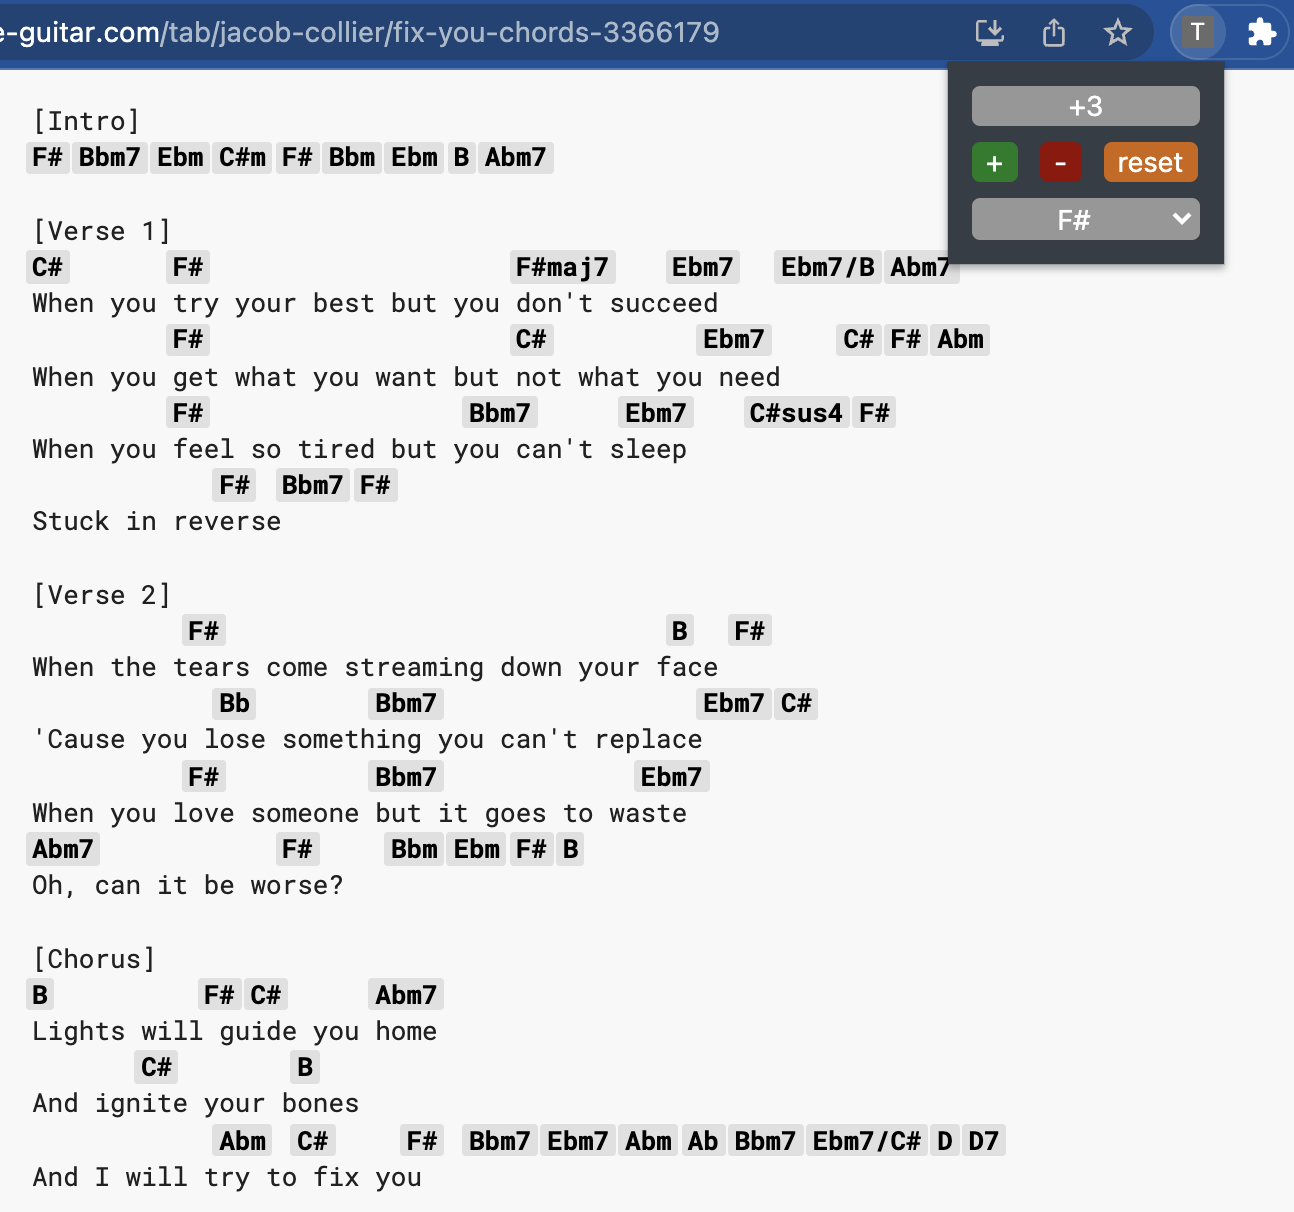 e-guitar.com/tab/jacob-collier/fix-you-chords-3366179
T
+3
+ - reset
F#
[Intro]
F# Bbm7 Ebm C#m F# Bbm Ebm B Abm7
[Verse 1]
C# F# F#maj7 Ebm7 Ebm7/B Abm7
When you try your best but you don't succeed
F# C# Ebm7 C# F# Abm
When you get what you want but not what you need
F# Bbm7 Ebm7 C#sus4 F#
When you feel so tired but you can't sleep
F# Bbm7 F#
Stuck in reverse
[Verse 2]
F# B F#
When the tears come streaming down your face
Bb Bbm7 Ebm7 C#
'Cause you lose something you can't replace
F# Bbm7 Ebm7
When you love someone but it goes to waste
Abm7 F# Bbm Ebm F# B
Oh, can it be worse?
[Chorus]
B F# C# Abm7
Lights will guide you home
C# B
And ignite your bones
Abm C# F# Bbm7 Ebm7 Abm Ab Bbm7 Ebm7/C# D D7
And I will try to fix you